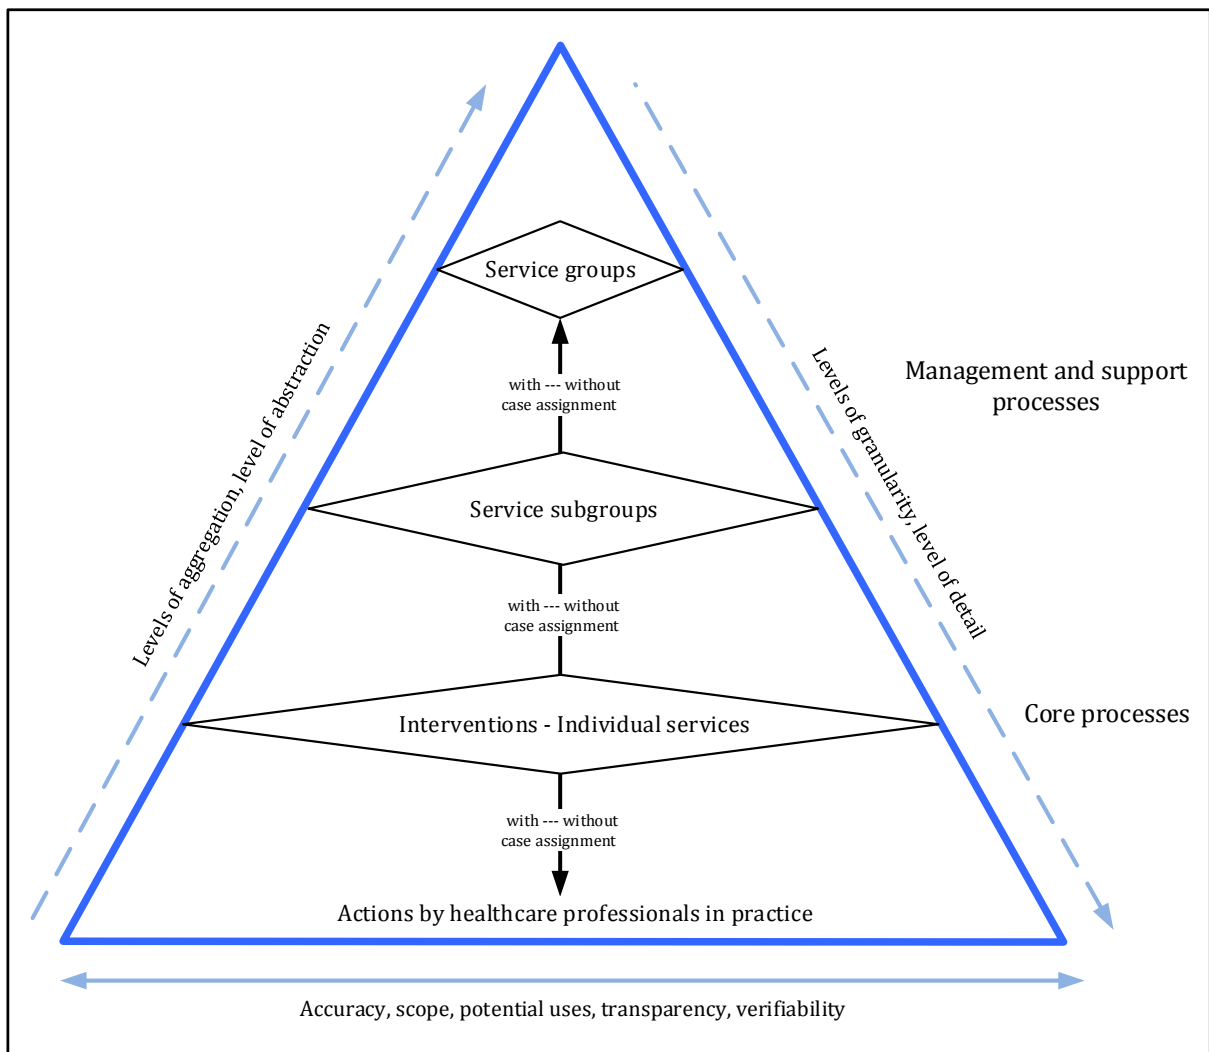 Service groups
with --- without
case assignment
Levels of aggregation, level of abstraction
Levels of granularity, level of detail
Management and support
processes
Service subgroups
with --- without
case assignment
Interventions - Individual services
Core processes
with --- without
case assignment
Actions by healthcare professionals in practice
Accuracy, scope, potential uses, transparency, verifiability